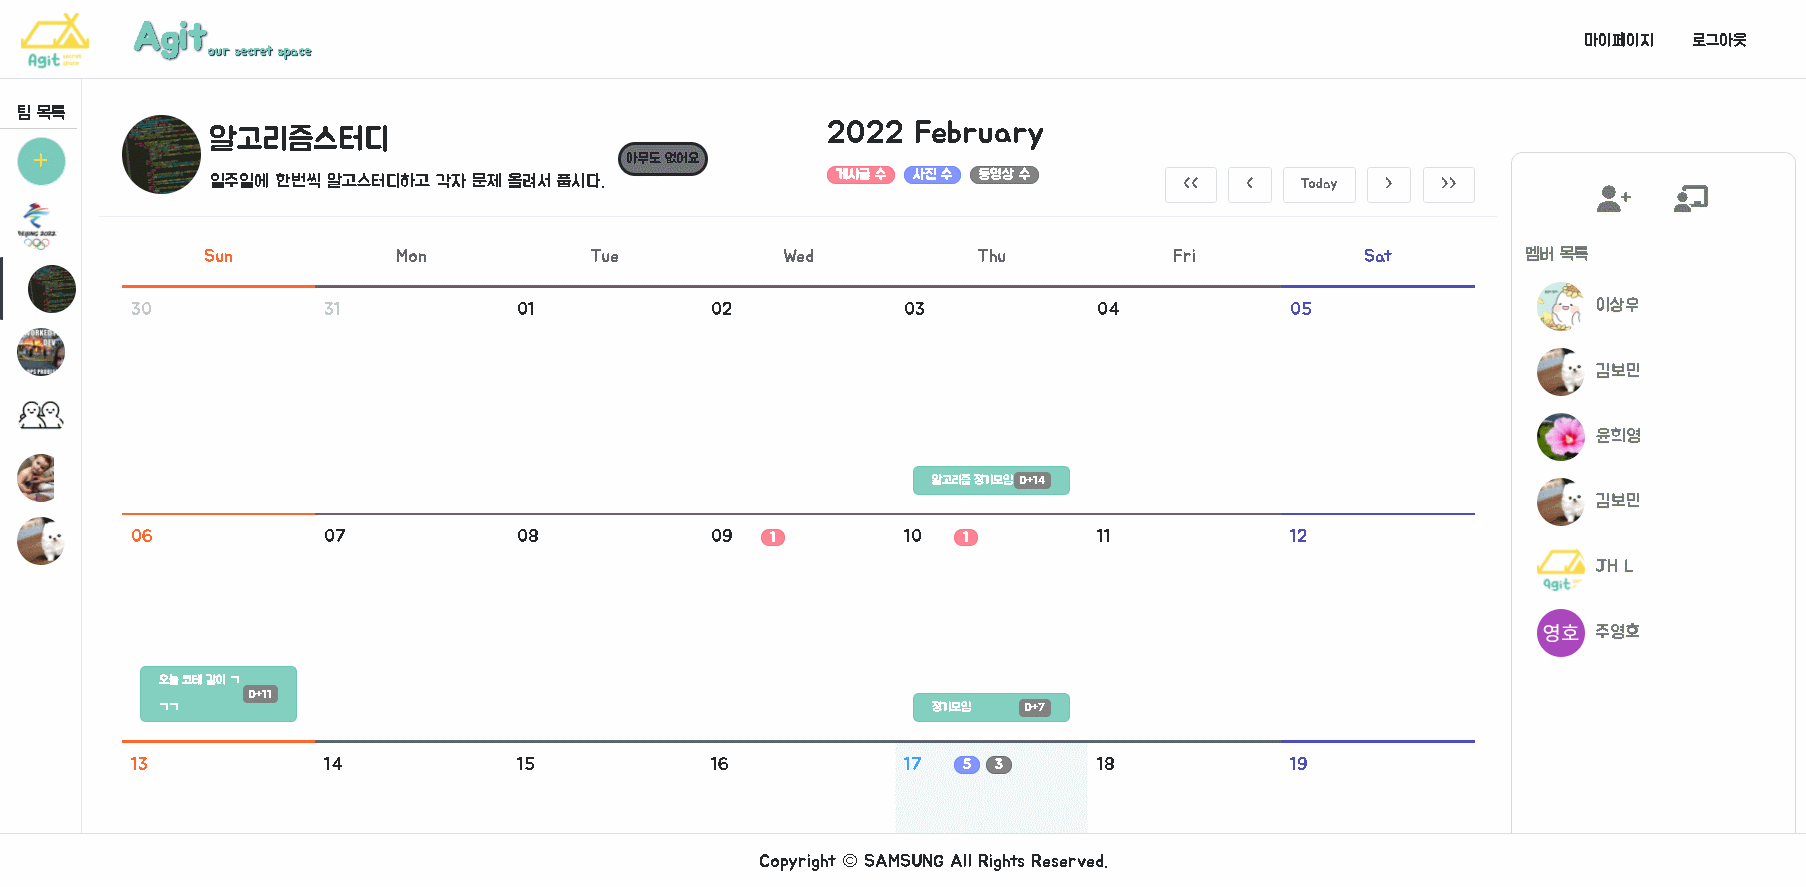 Agit secret space
Agit our secret space
마이페이지 로그아웃
팀 목록
+
BEIJING 2022
알고리즘스터디
일주일에 한번씩 알고스터디하고 각자 문제 올려서 풉시다.
아무도 없어요
2022 February
게시글 수 사진 수 동영상 수
<< < Today > >>
Sun Mon Tue Wed Thu Fri Sat
30 31 01 02 03 04 05
알고리즘 정기모임 D+14
06 07 08 09 1 10 1 11 12
오늘 코테 같이 ㄱ
ㄱㄱ D+11
정기모임 D+7
13 14 15 16 17 5 3 18 19
멤버 목록
이상우
김보민
윤희영
김보민
Agit
JH L
영호 주영호
Copyright © SAMSUNG All Rights Reserved.